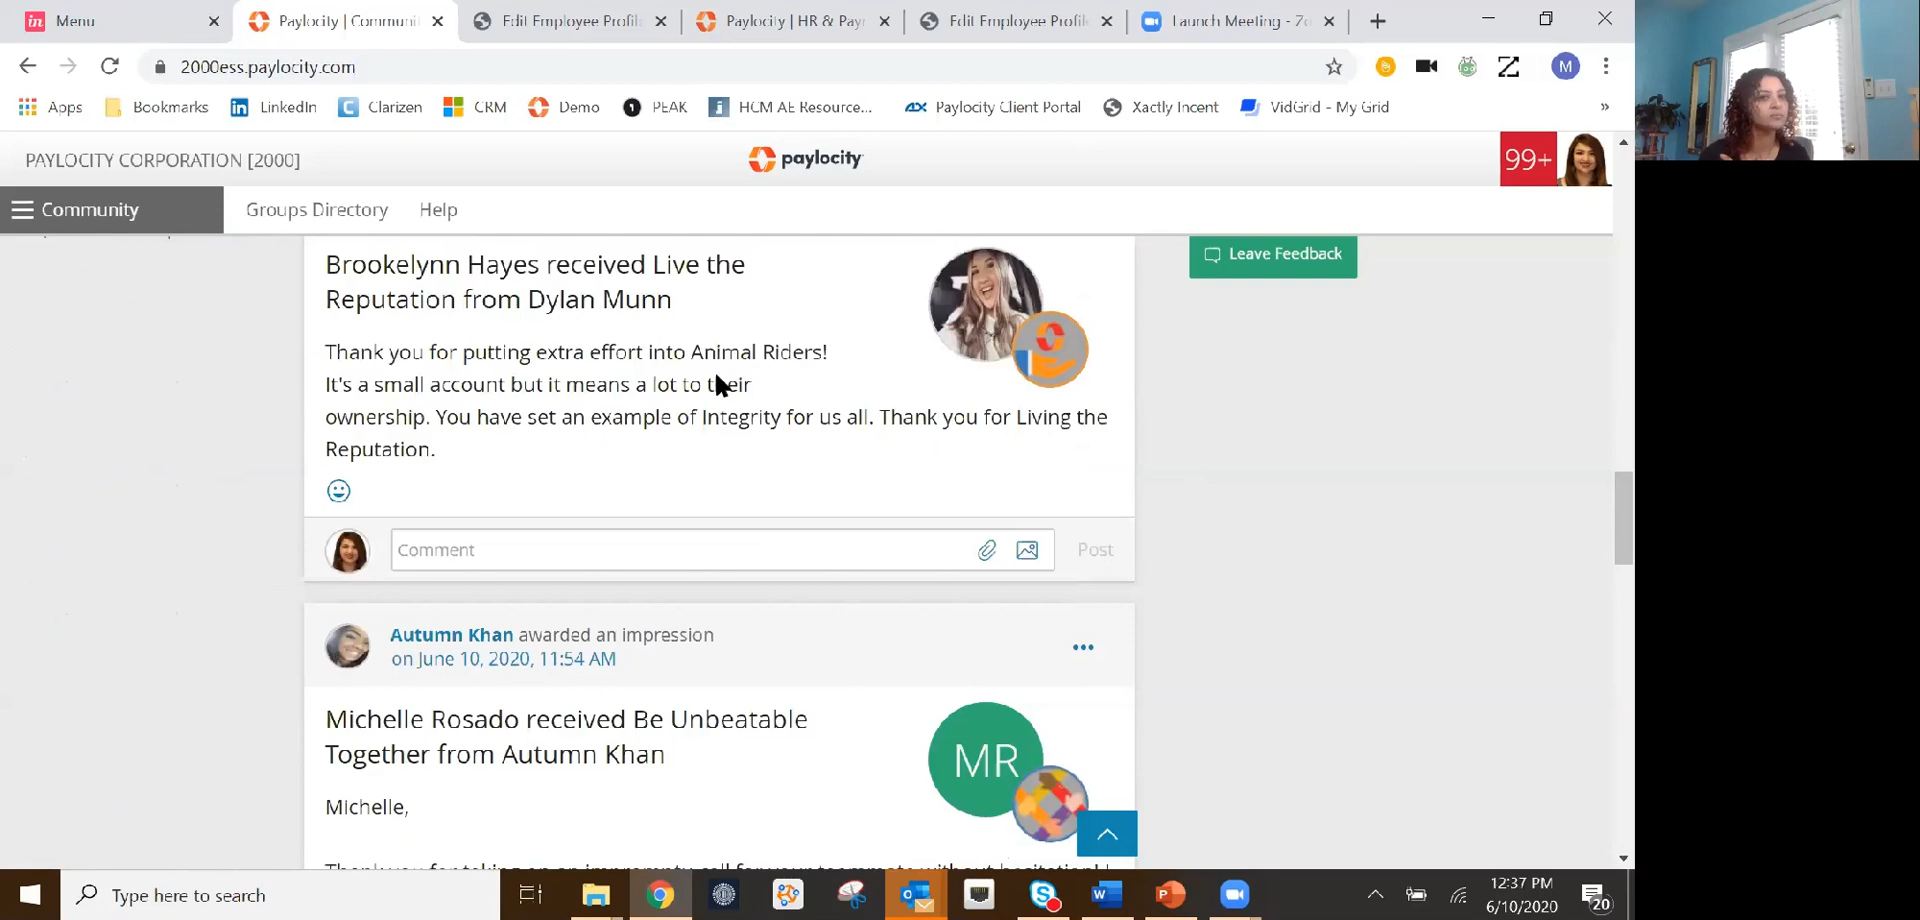 Menu
Paylocity | Communi
Edit Employee Profil
Paylocity | HR & Payr
Edit Employee Profil
Launch Meeting - Zo
2000ess.paylocity.com
M
Apps
Bookmarks
LinkedIn
Clarizen
CRM
Demo
PEAK
HCM AE Resource...
Paylocity Client Portal
Xactly Incent
VidGrid - My Grid
»
PAYLOCITY CORPORATION [2000]
paylocity
99+
Community
Groups Directory
Help
Leave Feedback
Brookelynn Hayes received Live the
Reputation from Dylan Munn
Thank you for putting extra effort into Animal Riders!
It's a small account but it means a lot to their
ownership. You have set an example of Integrity for us all. Thank you for Living the
Reputation.
Comment
Post
Autumn Khan awarded an impression
on June 10, 2020, 11:54 AM
Michelle Rosado received Be Unbeatable
Together from Autumn Khan
MR
Michelle,
Type here to search
12:37 PM
6/10/2020
20